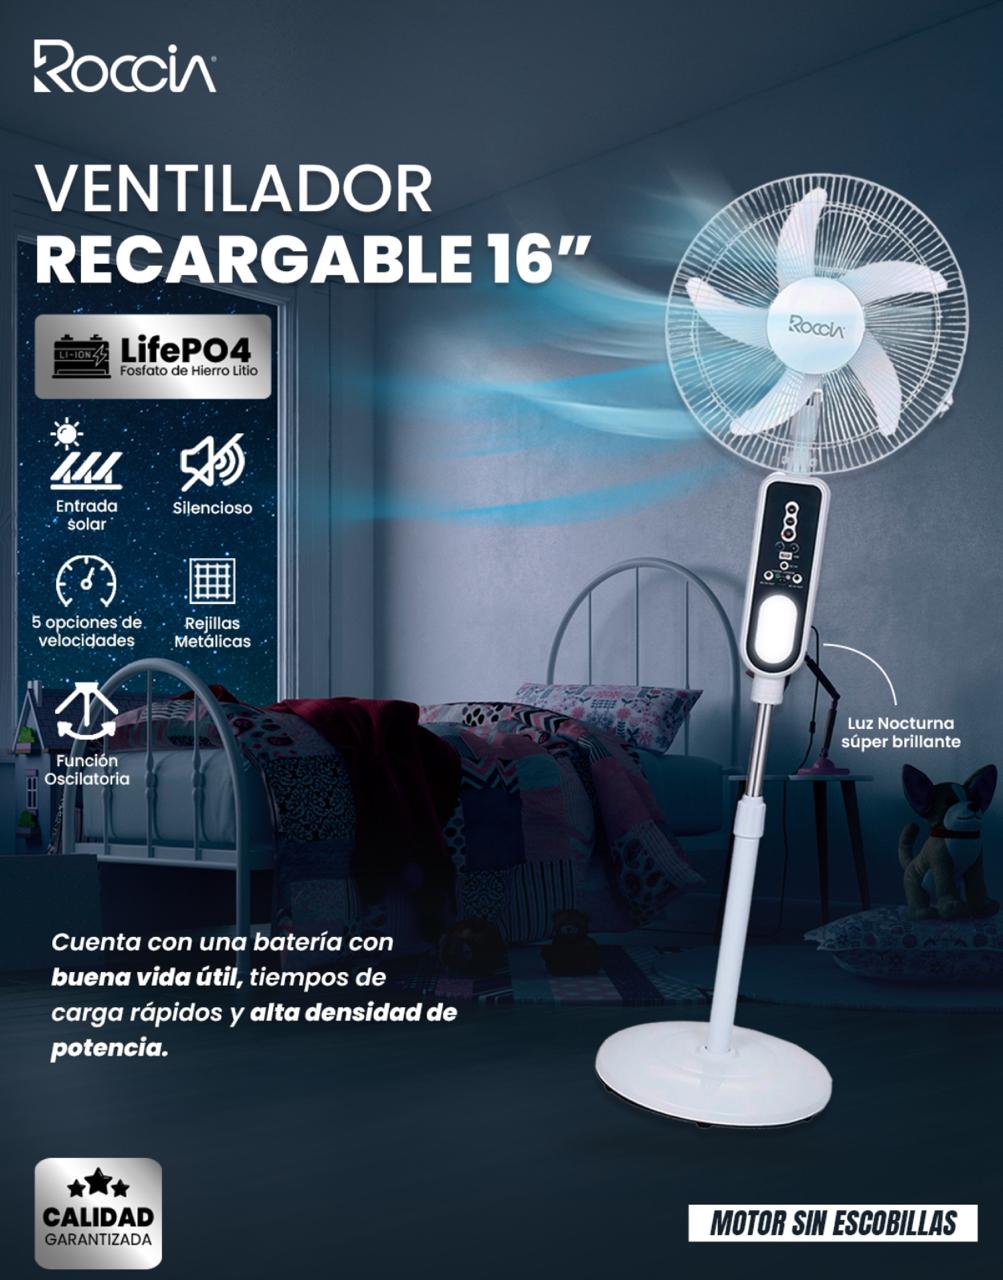 Roccia
VENTILADOR
RECARGABLE 16”
LI-ION
LifePO4
Fosfato de Hierro Litio
Entrada
solar
Silencioso
5 opciones de
velocidades
Rejillas
Metálicas
Función
Oscilatoria
Roccia
Luz Nocturna
súper brillante
Cuenta con una batería con
buena vida útil, tiempos de
carga rápidos y alta densidad de
potencia.
CALIDAD
GARANTIZADA
MOTOR SIN ESCOBILLAS